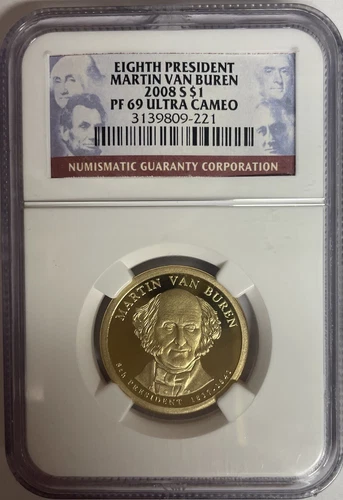 EIGHTH PRESIDENT
MARTIN VAN BUREN
2008 S $1
PF 69 ULTRA CAMEO
3139809-221
NUMISMATIC GUARANTY CORPORATION
MARTIN VAN BUREN
8th PRESIDENT 1837-1841